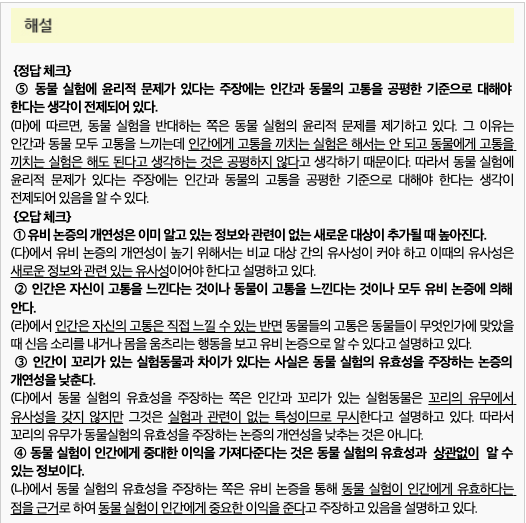 해설
{정답 체크}
⑤ 동물 실험에 윤리적 문제가 있다는 주장에는 인간과 동물의 고통을 공평한 기준으로 대해야
한다는 생각이 전제되어 있다.
(마)에 따르면, 동물 실험을 반대하는 쪽은 동물 실험의 윤리적 문제를 제기하고 있다. 그 이유는
인간과 동물 모두 고통을 느끼는데 인간에게 고통을 끼치는 실험은 해서는 안 되고 동물에게 고통을
끼치는 실험은 해도 된다고 생각하는 것은 공평하지 않다고 생각하기 때문이다. 따라서 동물 실험에
윤리적 문제가 있다는 주장에는 인간과 동물의 고통을 공평한 기준으로 대해야 한다는 생각이
전제되어 있음을 알 수 있다.
{오답 체크}
① 유비 논증의 개연성은 이미 알고 있는 정보와 관련이 없는 새로운 대상이 추가될 때 높아진다.
(다)에서 유비 논증의 개연성이 높기 위해서는 비교 대상 간의 유사성이 커야 하고 이때의 유사성은
새로운 정보와 관련 있는 유사성이어야 한다고 설명하고 있다.
② 인간은 자신이 고통을 느낀다는 것이나 동물이 고통을 느낀다는 것이나 모두 유비 논증에 의해
안다.
(라)에서 인간은 자신의 고통은 직접 느낄 수 있는 반면 동물들의 고통은 동물들이 무엇인가에 맞았을
때 신음 소리를 내거나 몸을 움츠리는 행동을 보고 유비 논증으로 알 수 있다고 설명하고 있다.
③ 인간이 꼬리가 있는 실험동물과 차이가 있다는 사실은 동물 실험의 유효성을 주장하는 논증의
개연성을 낮춘다.
(다)에서 동물 실험의 유효성을 주장하는 쪽은 인간과 꼬리가 있는 실험동물은 꼬리의 유무에서
유사성을 갖지 않지만 그것은 실험과 관련이 없는 특성이므로 무시한다고 설명하고 있다. 따라서
꼬리의 유무가 동물실험의 유효성을 주장하는 논증의 개연성을 낮추는 것은 아니다.
④ 동물 실험이 인간에게 중대한 이익을 가져다준다는 것은 동물 실험의 유효성과 상관없이 알 수
있는 정보이다.
(나)에서 동물 실험의 유효성을 주장하는 쪽은 유비 논증을 통해 동물 실험이 인간에게 유효하다는
점을 근거로 하여 동물 실험이 인간에게 중요한 이익을 준다고 주장하고 있음을 설명하고 있다.